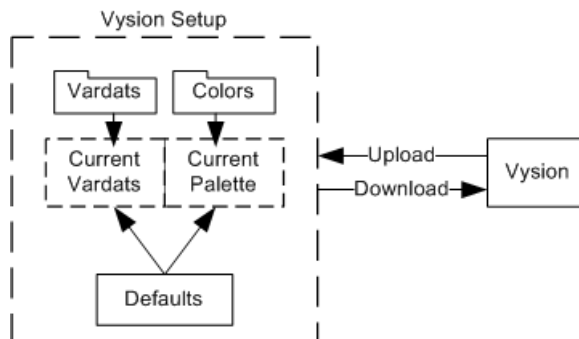 Vysion Setup
Vardats
Colors
Current
Vardats
Current
Palette
Upload
Download
Vysion
Defaults